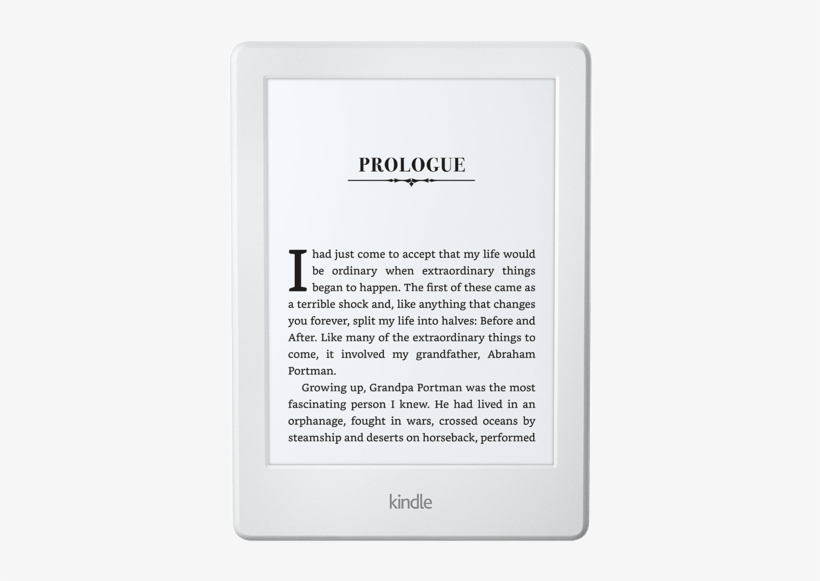 PROLOGUE
I had just come to accept that my life would
be ordinary when extraordinary things
began to happen. The first of these came as
a terrible shock and, like anything that changes
you forever, split my life into halves: Before and
After. Like many of the extraordinary things to
come, it involved my grandfather, Abraham
Portman.
Growing up, Grandpa Portman was the most
fascinating person I knew. He had lived in an
orphanage, fought in wars, crossed oceans by
steamship and deserts on horseback, performed
kindle